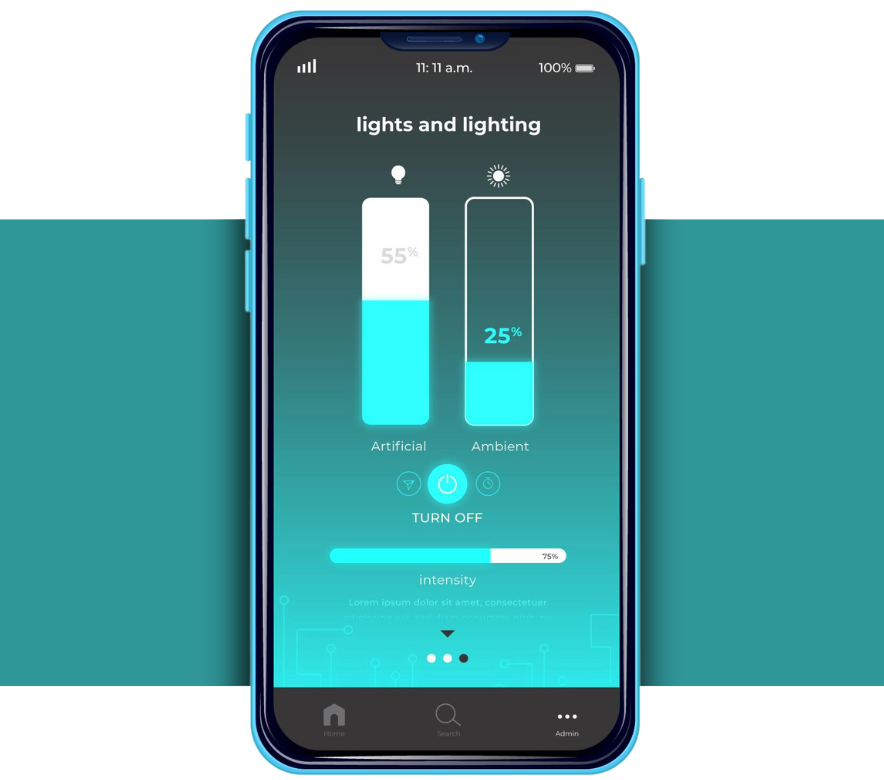 11:11 a.m.
100%
lights and lighting
55%
25%
Artificial
Ambient
TURN OFF
75%
intensity
Lorem ipsum dolor sit amet, consectetuer
Home
Search
Admin